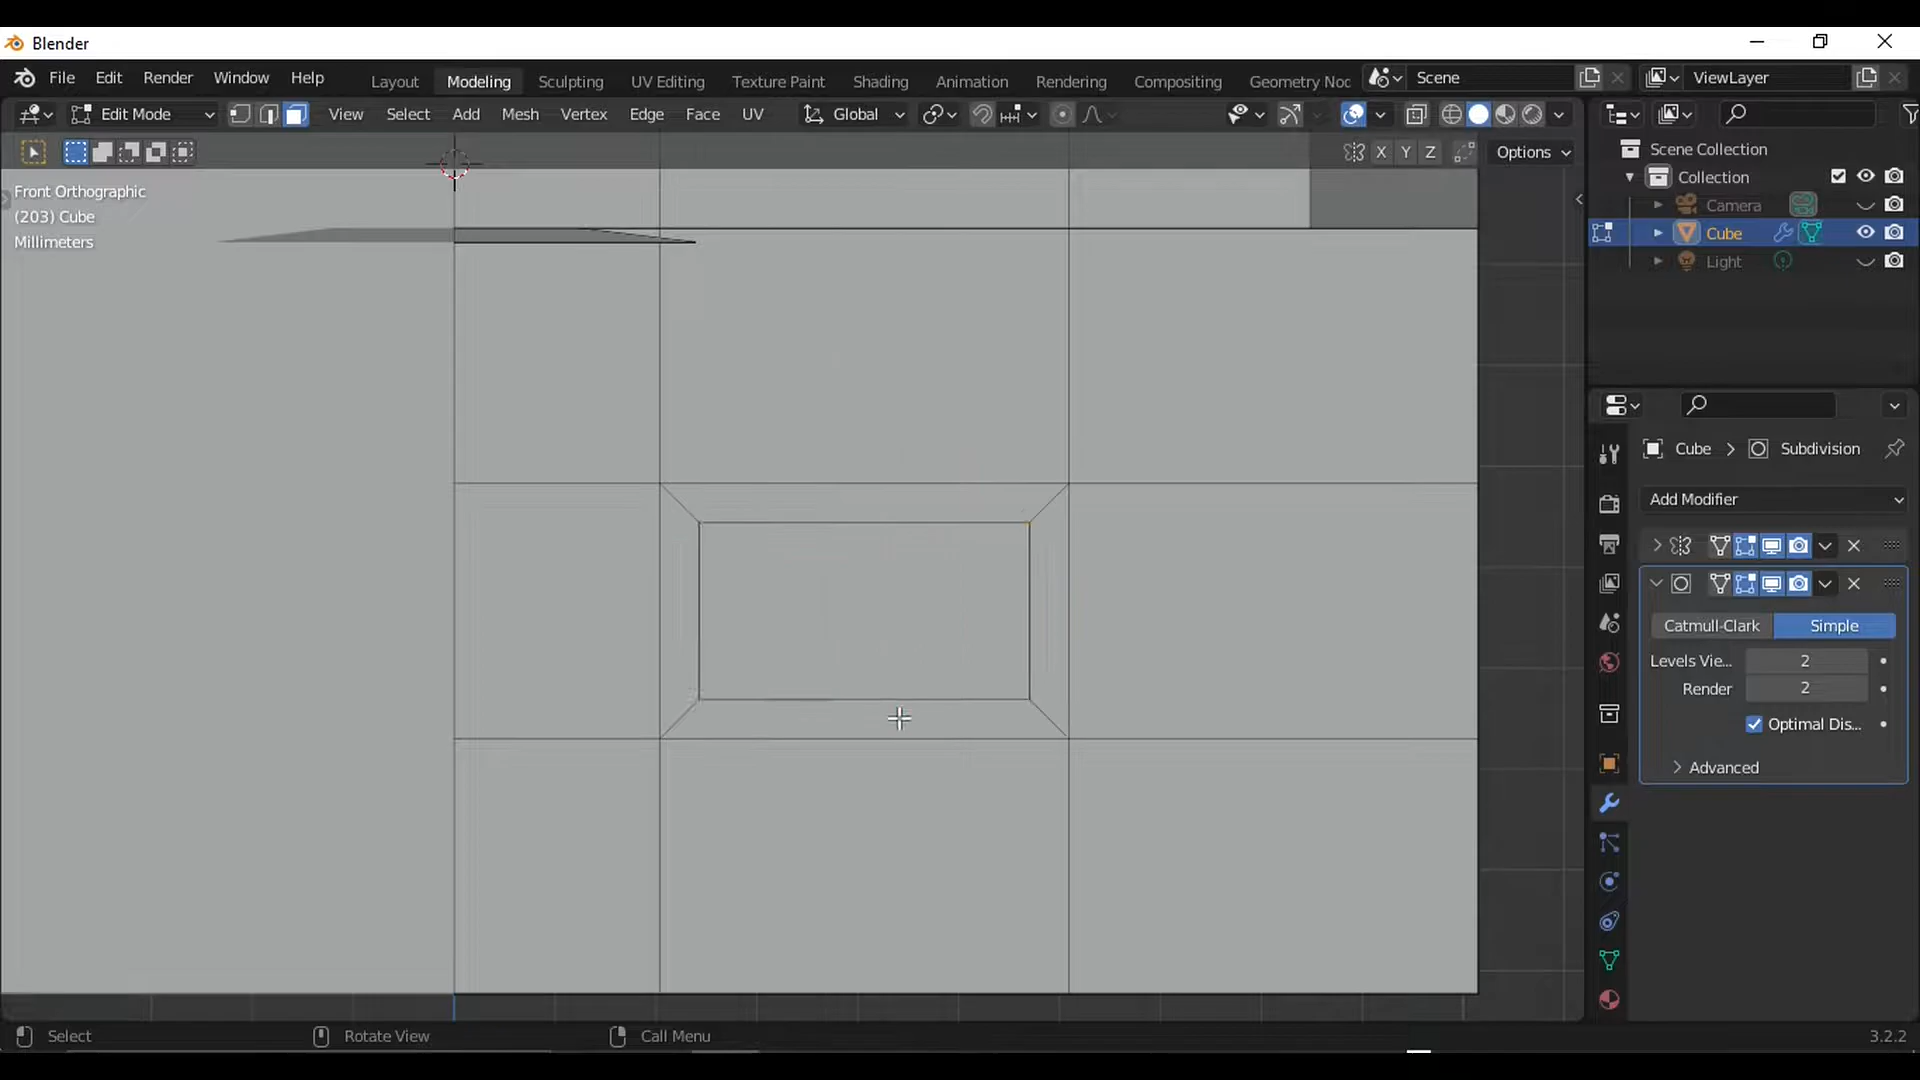 Blender
File Edit Render Window Help Layout Modeling Sculpting UV Editing Texture Paint Shading Animation Rendering Compositing Geometry Noc Scene ViewLayer
Edit Mode View Select Add Mesh Vertex Edge Face UV Global
X Y Z Options
Front Orthographic
(203) Cube
Millimeters
Scene Collection
Collection
Camera
Cube
Light
Cube > Subdivision
Add Modifier
Catmull-Clark Simple
Levels Vie... 2
Render 2
Optimal Dis...
Advanced
Select Rotate View Call Menu 3.2.2